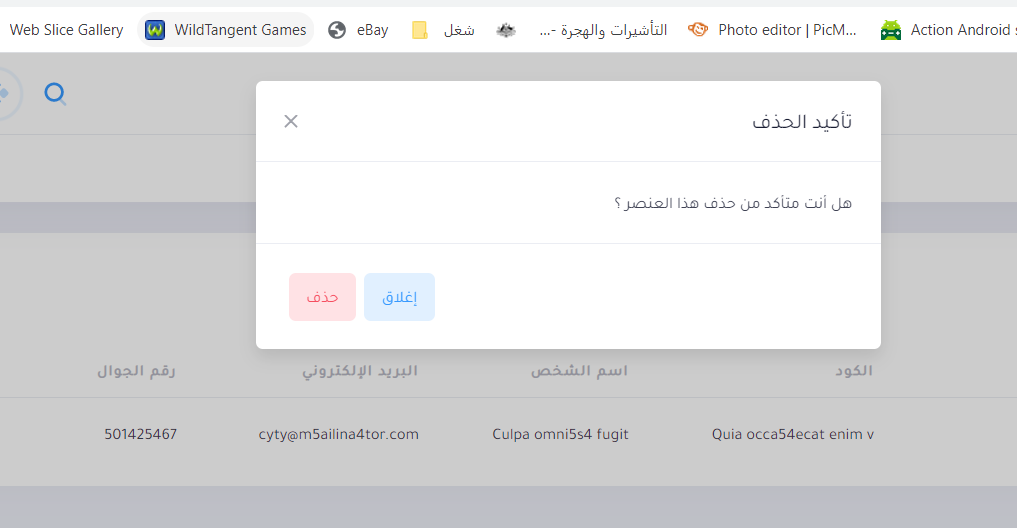 Web Slice Gallery
WildTangent Games
eBay
شغل
التأشيرات والهجرة -...
Photo editor | PicM...
Action Android s
تأكيد الحذف
هل أنت متأكد من حذف هذا العنصر ؟
إغلاق
حذف
الكود
اسم الشخص
البريد الإلكتروني
رقم الجوال
Quia occa54ecat enim v
Culpa omni5s4 fugit
cyty@m5ailina4tor.com
501425467